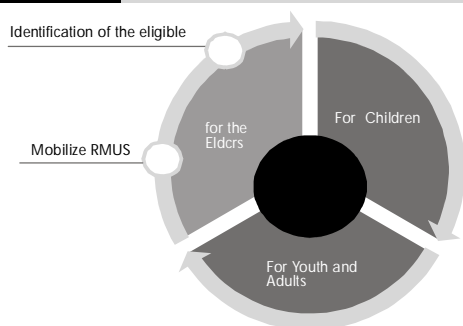 Identification of the eligible
Mobilize RMUS
for the
Eldcrs
For Children
For Youth and
Adults